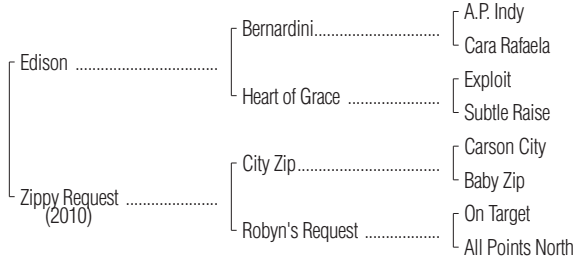 A.P. Indy
Bernardini..................
Cara Rafaela
Edison ..................................
Exploit
Heart of Grace ......................
Subtle Raise
Carson City
City Zip..................................
Baby Zip
Zippy Request ......................
(2010)
On Target
Robyn's Request ..................
All Points North